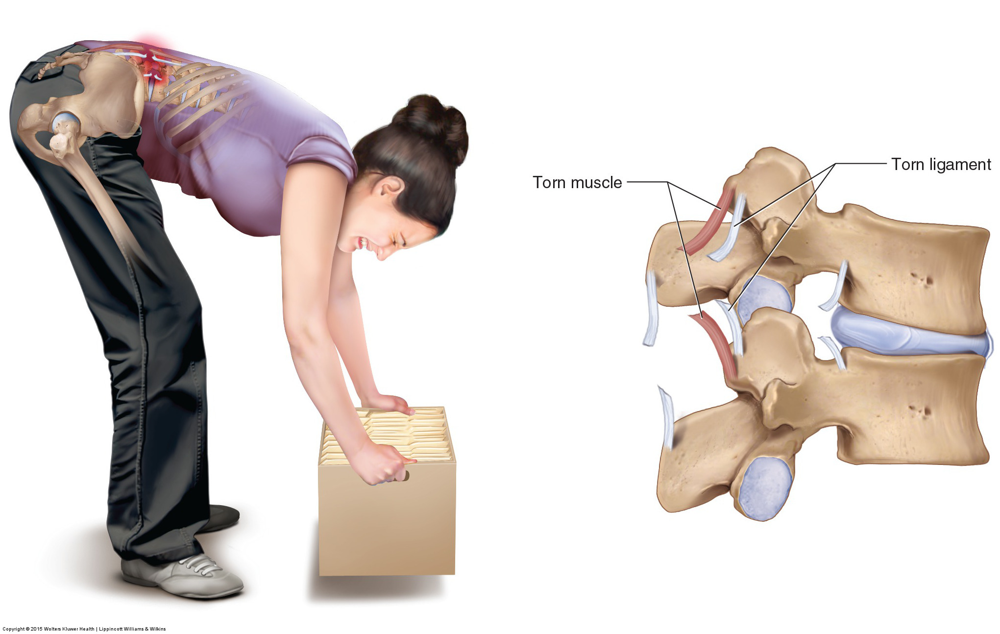 Torn ligament
Torn muscle
Copyright © 2015 Wolters Kluwer Health | Lippincott Williams & Wilkins